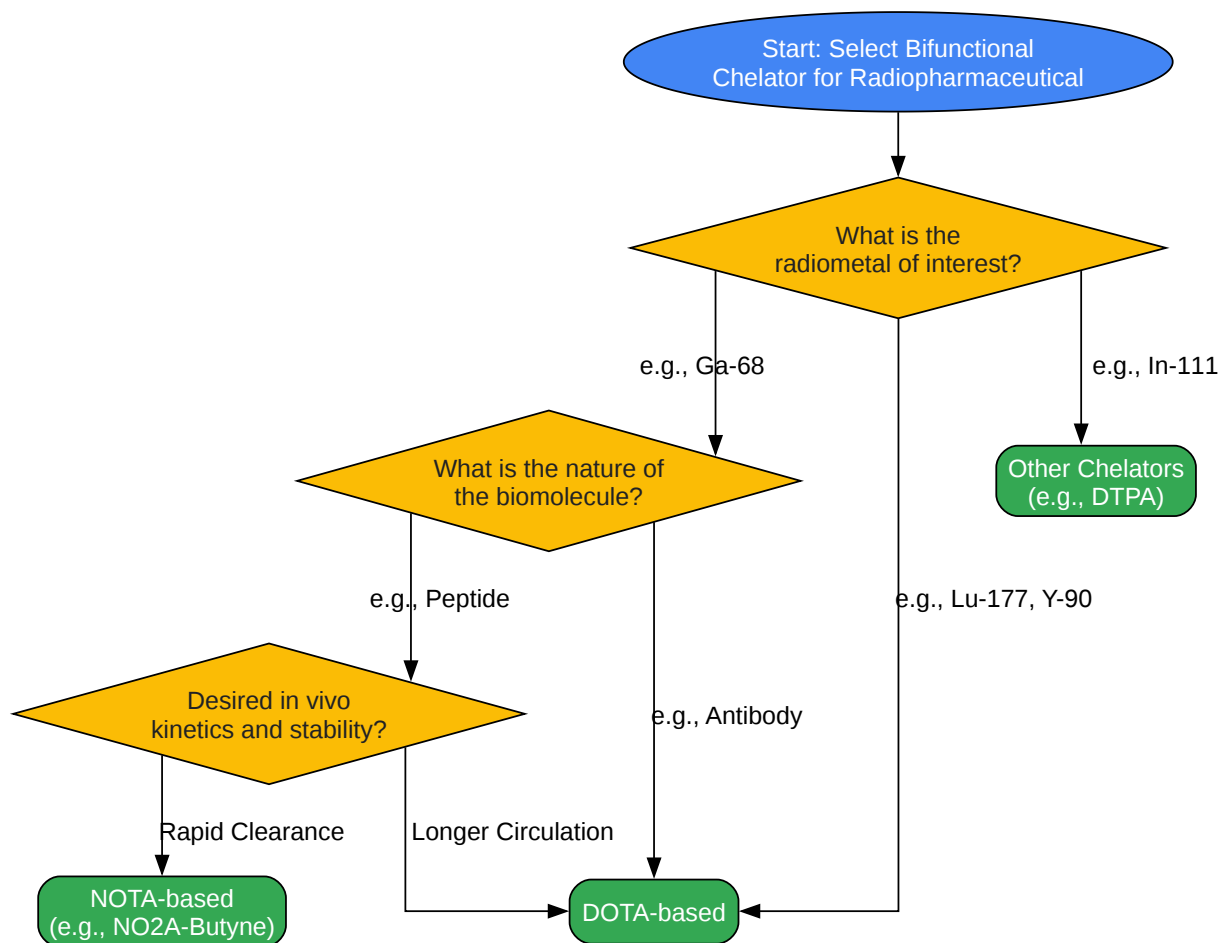 Start: Select Bifunctional
Chelator for Radiopharmaceutical
What is the
radiometal of interest?
e.g., Ga-68
e.g., In-111
What is the nature of
the biomolecule?
Other Chelators
(e.g., DTPA)
e.g., Peptide
e.g., Lu-177, Y-90
Desired in vivo
kinetics and stability?
e.g., Antibody
Rapid Clearance
Longer Circulation
NOTA-based
(e.g., NO2A-Butyne)
DOTA-based